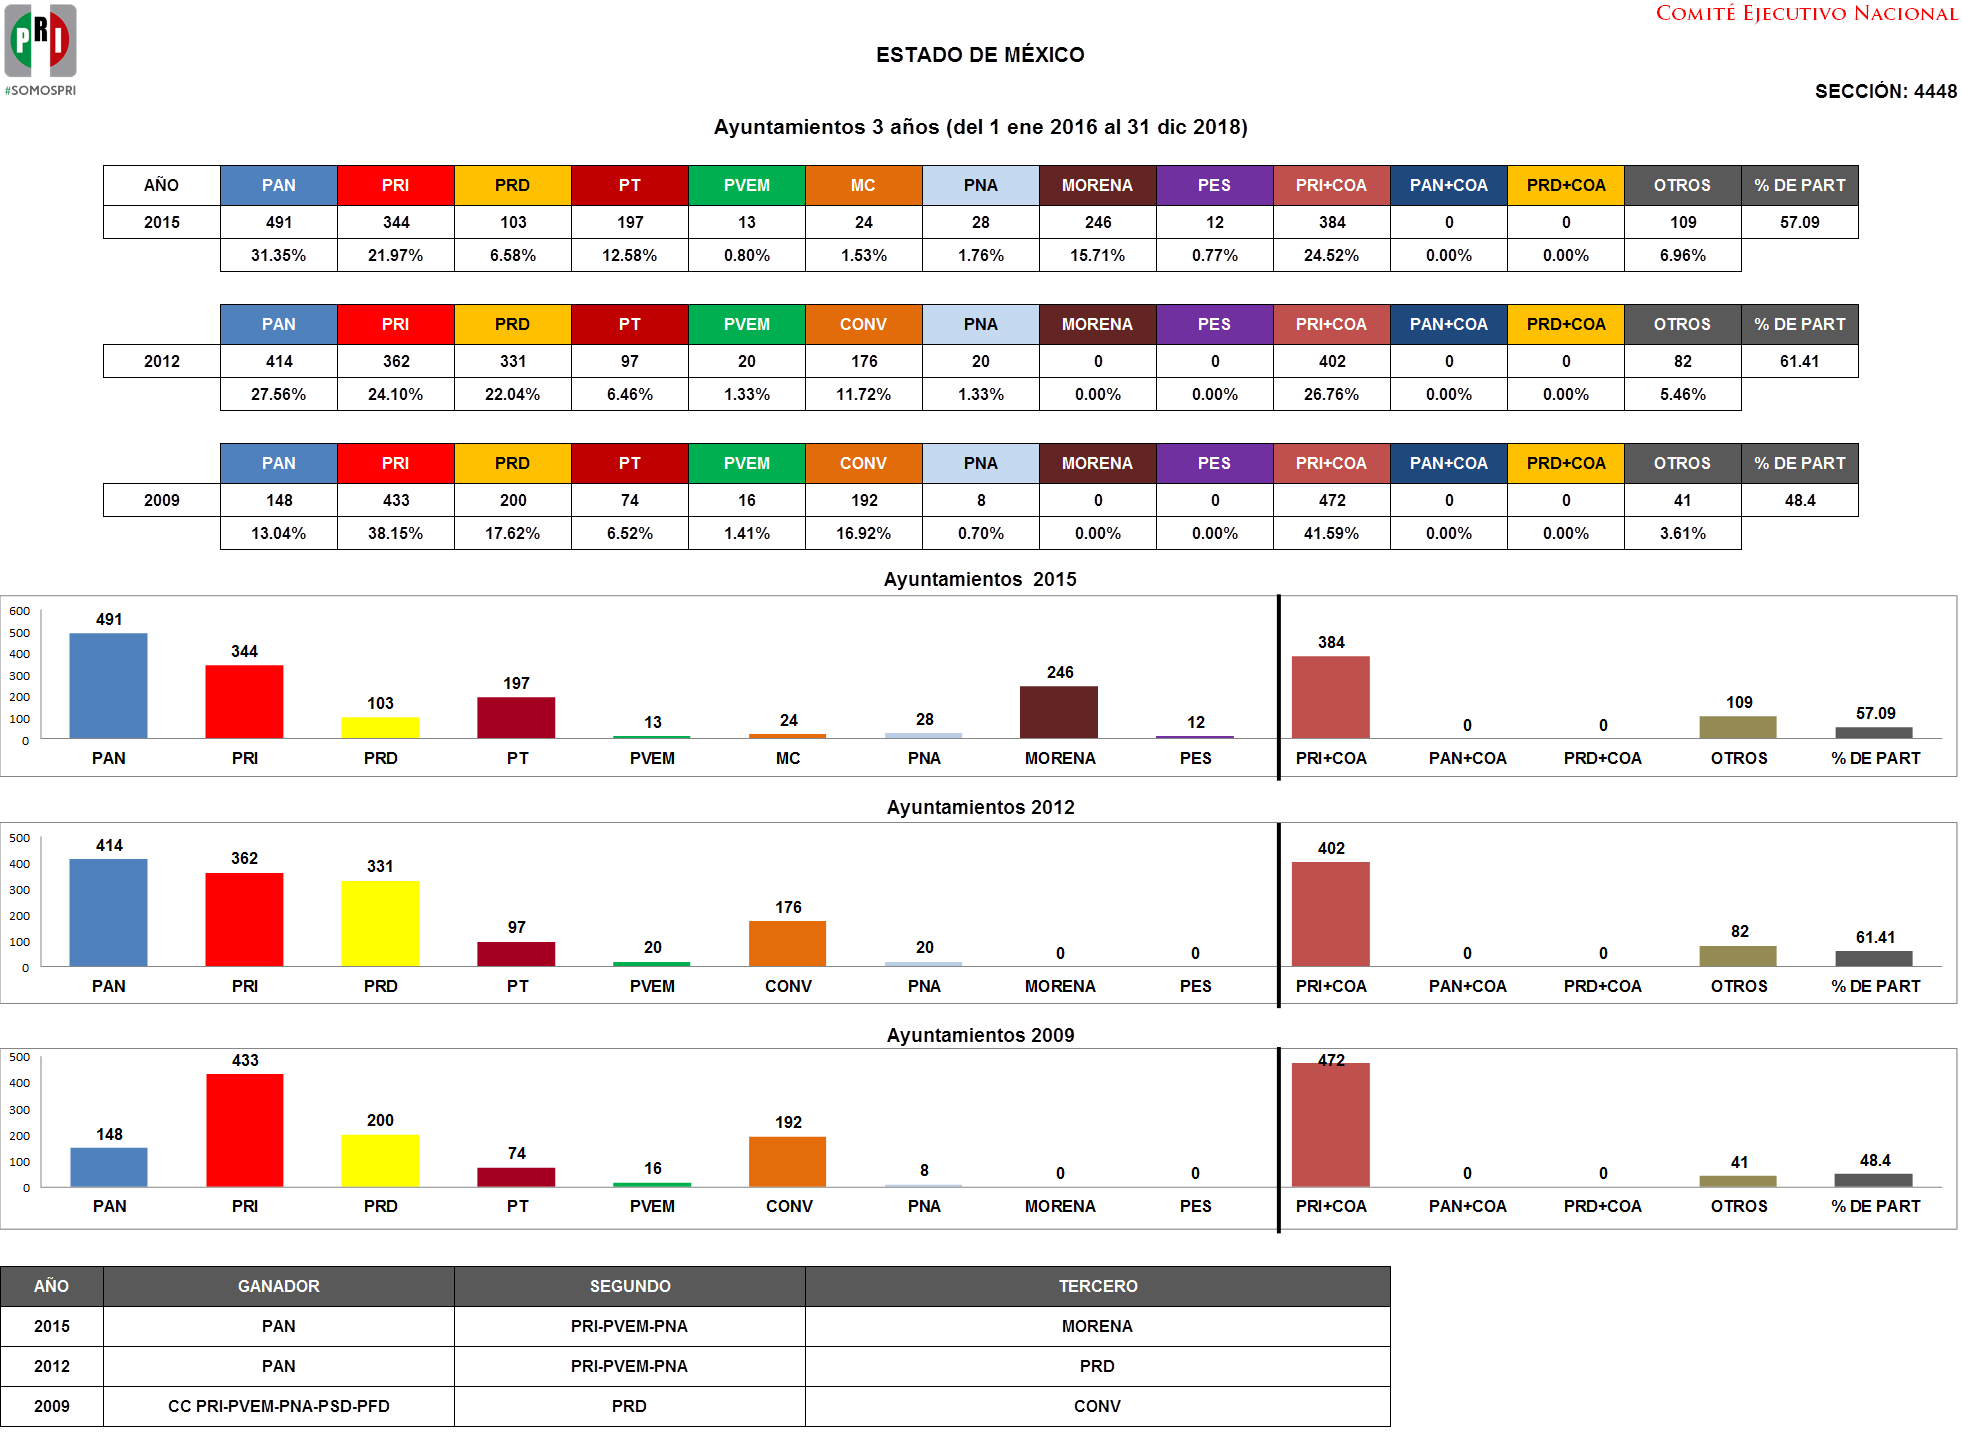 COMITÉ EJECUTIVO NACIONAL
PRI
#SOMOSPRI
ESTADO DE MÉXICO
SECCIÓN: 4448
Ayuntamientos 3 años (del 1 ene 2016 al 31 dic 2018)
AÑO PAN PRI PRD PT PVEM MC PNA MORENA PES PRI+COA PAN+COA PRD+COA OTROS % DE PART
2015 491 344 103 197 13 24 28 246 12 384 0 0 109 57.09
31.35% 21.97% 6.58% 12.58% 0.80% 1.53% 1.76% 15.71% 0.77% 24.52% 0.00% 0.00% 6.96%
PAN PRI PRD PT PVEM CONV PNA MORENA PES PRI+COA PAN+COA PRD+COA OTROS % DE PART
2012 414 362 331 97 20 176 20 0 0 402 0 0 82 61.41
27.56% 24.10% 22.04% 6.46% 1.33% 11.72% 1.33% 0.00% 0.00% 26.76% 0.00% 0.00% 5.46%
PAN PRI PRD PT PVEM CONV PNA MORENA PES PRI+COA PAN+COA PRD+COA OTROS % DE PART
2009 148 433 200 74 16 192 8 0 0 472 0 0 41 48.4
13.04% 38.15% 17.62% 6.52% 1.41% 16.92% 0.70% 0.00% 0.00% 41.59% 0.00% 0.00% 3.61%
Ayuntamientos 2015
600
500
400
300
200
100
0
491 344 103 197 13 24 28 246 12 384 0 0 109 57.09
PAN PRI PRD PT PVEM MC PNA MORENA PES PRI+COA PAN+COA PRD+COA OTROS % DE PART
Ayuntamientos 2012
500
400
300
200
100
0
414 362 331 97 20 176 20 0 0 402 0 0 82 61.41
PAN PRI PRD PT PVEM CONV PNA MORENA PES PRI+COA PAN+COA PRD+COA OTROS % DE PART
Ayuntamientos 2009
500
400
300
200
100
0
148 433 200 74 16 192 8 0 0 472 0 0 41 48.4
PAN PRI PRD PT PVEM CONV PNA MORENA PES PRI+COA PAN+COA PRD+COA OTROS % DE PART
AÑO GANADOR SEGUNDO TERCERO
2015 PAN PRI-PVEM-PNA MORENA
2012 PAN PRI-PVEM-PNA PRD
2009 CC PRI-PVEM-PNA-PSD-PFD PRD CONV